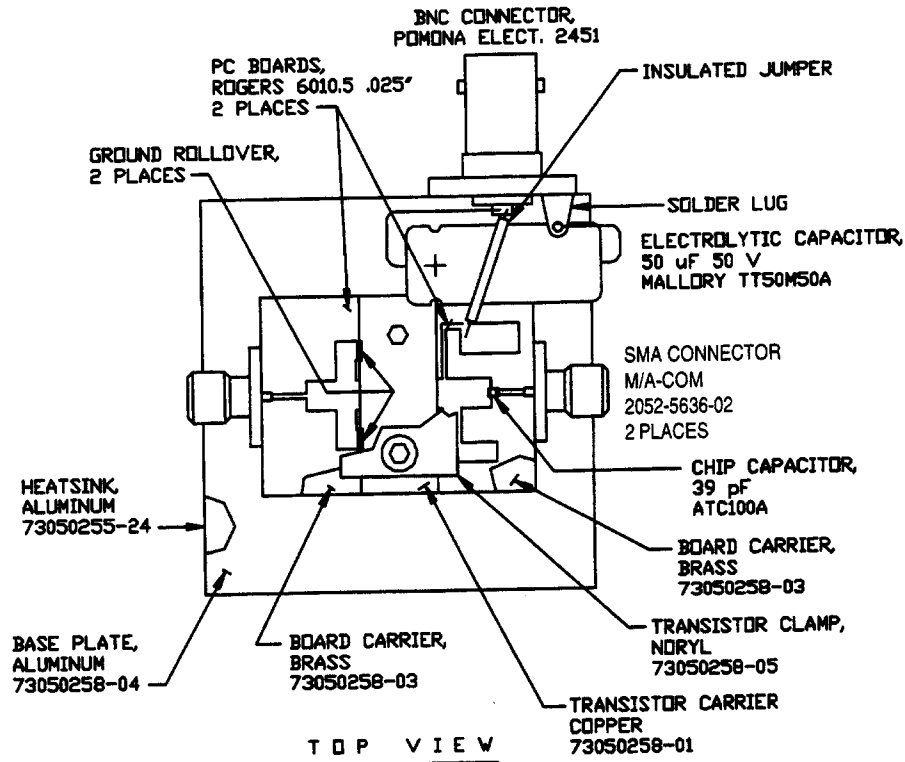 BNC CONNECTOR,
POMONA ELECT. 2451
PC BOARDS,
ROGERS 6010.5 .025"
2 PLACES
INSULATED JUMPER
GROUND ROLLOVER,
2 PLACES
SOLDER LUG
ELECTROLYTIC CAPACITOR,
50 uF 50 V
MALLORY TT50M50A
+
SMA CONNECTOR
M/A-COM
2052-5636-02
2 PLACES
CHIP CAPACITOR,
39 pF
ATC100A
HEATSINK,
ALUMINUM
73050255-24
BOARD CARRIER,
BRASS
73050258-03
BASE PLATE,
ALUMINUM
73050258-04
BOARD CARRIER,
BRASS
73050258-03
TRANSISTOR CLAMP,
NORYL
73050258-05
TRANSISTOR CARRIER
COPPER
73050258-01
TOP VIEW